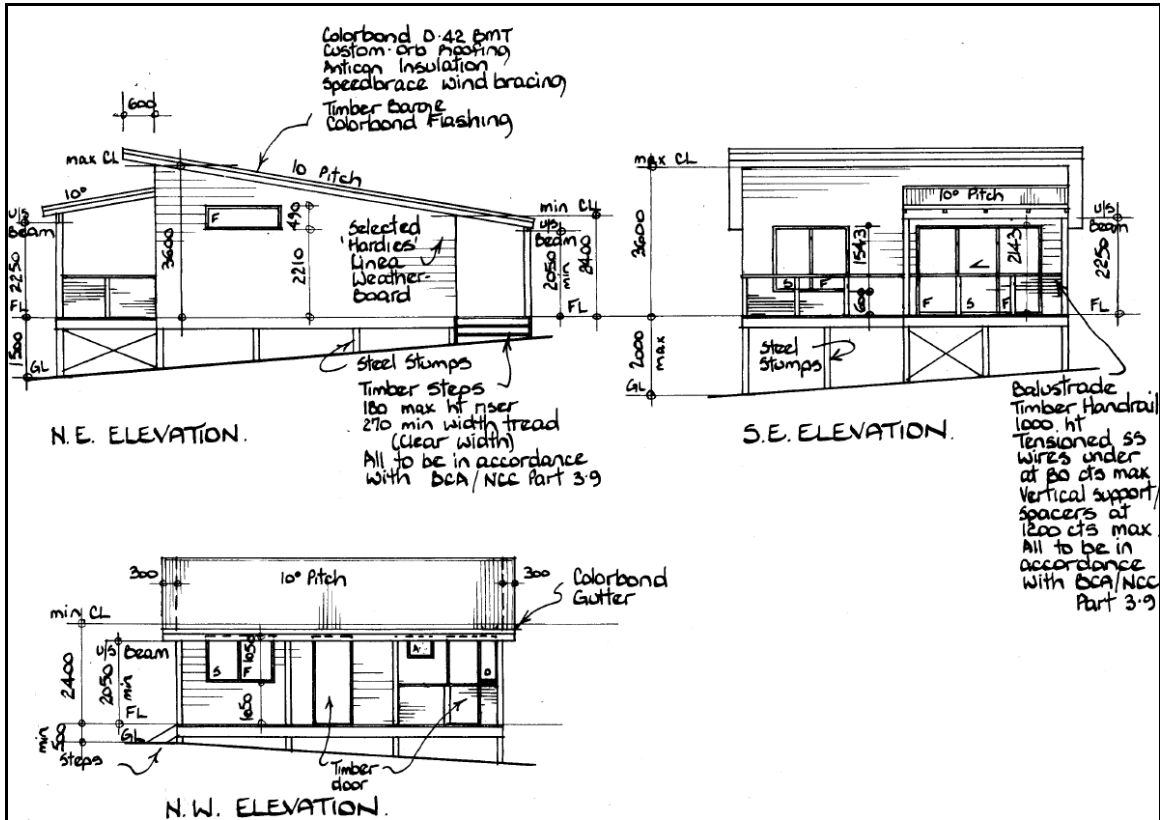 Colorbond 0.42 BMT
Custom-Orb Roofing
Anticon Insulation
Speedbrace wind bracing
Timber Barge
Colorbond Flashing
600
max CL
10°
10 Pitch
U/S
Beam
2250
FL
1500
GL
3600
F
490
2210
Selected
'Hardies'
Linea
Weather-
Board
min CL
U/S
Beam
2050
min
2400
FL
Steel Stumps
Timber Steps
180 max ht riser
270 min width tread
(Clear width)
All to be in accordance
with BCA/NCC Part 3.9
N.E. ELEVATION.
max CL
3600
10° Pitch
U/S
Beam
2250
FL
1543
600
2143
S F
F S F
2000
max
GL
Steel
Stumps
S.E. ELEVATION.
Balustrade
Timber Handrail
1000 ht
Tensioned SS
wires under
at 80 cts max
Vertical support/
Spacers at
1200 cts max
All to be in
accordance
with BCA/NCC
Part 3.9
300
10° Pitch
300
Colorbond
Gutter
min CL
2400
U/S Beam
2050
min
FL
GL
min
Steps
S F
1050
1050
A
D
Timber
door
N.W. ELEVATION.